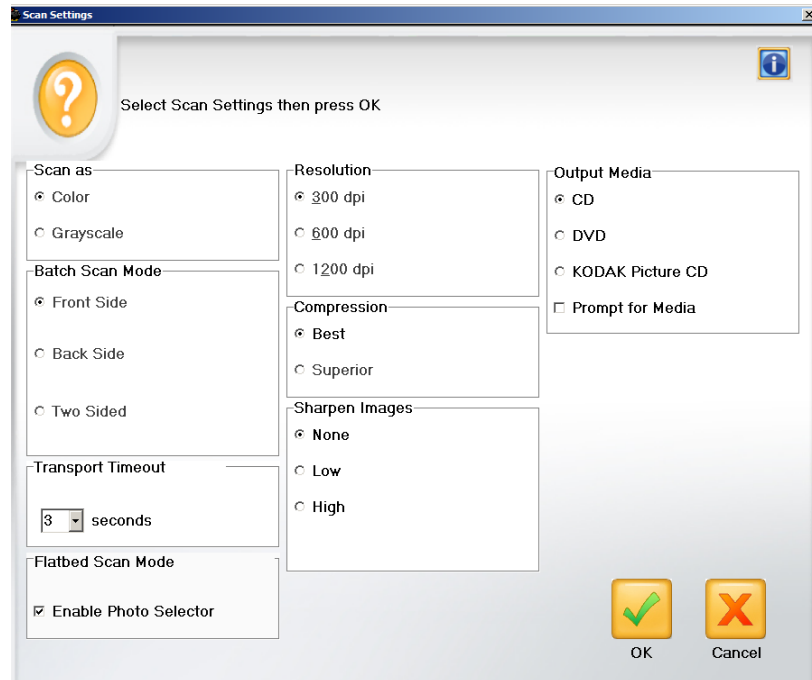 Scan Settings
Select Scan Settings then press OK
Scan as
Color
Grayscale
Batch Scan Mode
Front Side
Back Side
Two Sided
Transport Timeout
3 seconds
Flatbed Scan Mode
Enable Photo Selector
Resolution
300 dpi
600 dpi
1200 dpi
Compression
Best
Superior
Sharpen Images
None
Low
High
Output Media
CD
DVD
KODAK Picture CD
Prompt for Media
OK
Cancel